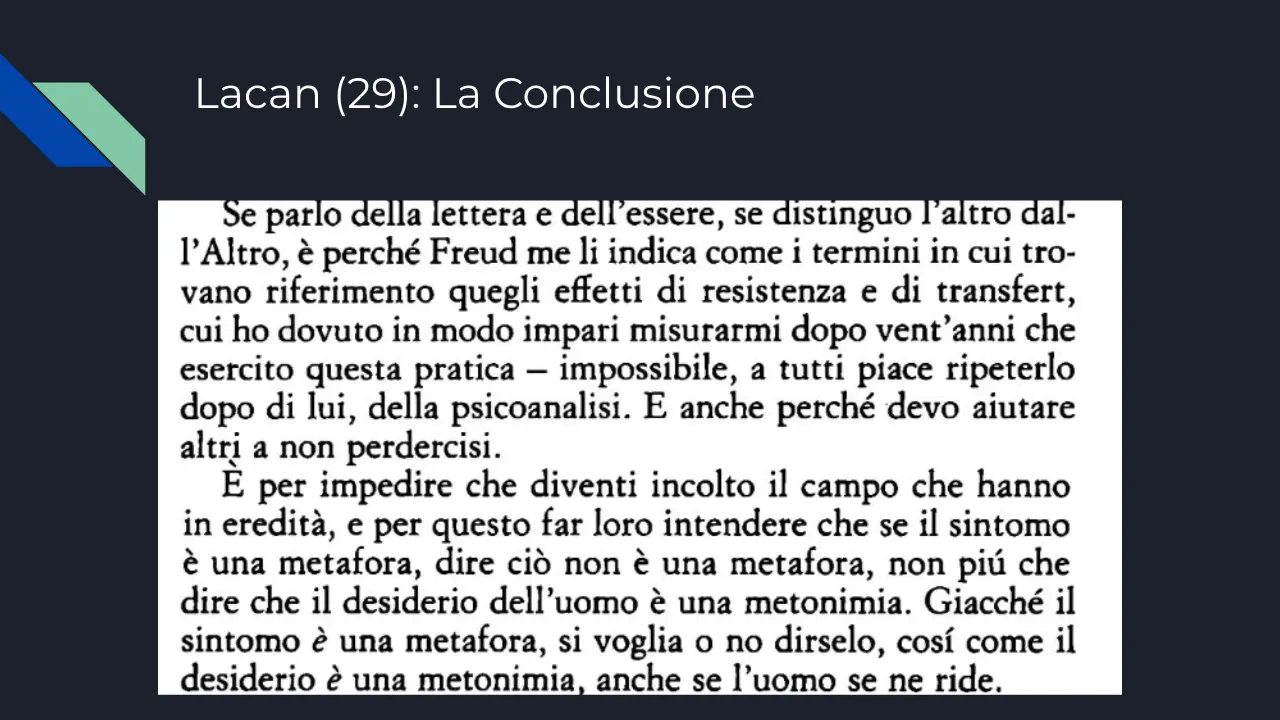 Lacan (29): La Conclusione
Se parlo della lettera e dell'essere, se distinguo l'altro dal-
l'Altro, è perché Freud me li indica come i termini in cui tro-
vano riferimento quegli effetti di resistenza e di transfert,
cui ho dovuto in modo impari misurarmi dopo vent'anni che
esercito questa pratica – impossibile, a tutti piace ripeterlo
dopo di lui, della psicoanalisi. E anche perché devo aiutare
altri a non perdercisi.
È per impedire che diventi incolto il campo che hanno
in eredità, e per questo far loro intendere che se il sintomo
è una metafora, dire ciò non è una metafora, non piú che
dire che il desiderio dell'uomo è una metonimia. Giacché il
sintomo è una metafora, si voglia o no dirselo, cosí come il
desiderio è una metonimia, anche se l'uomo se ne ride.